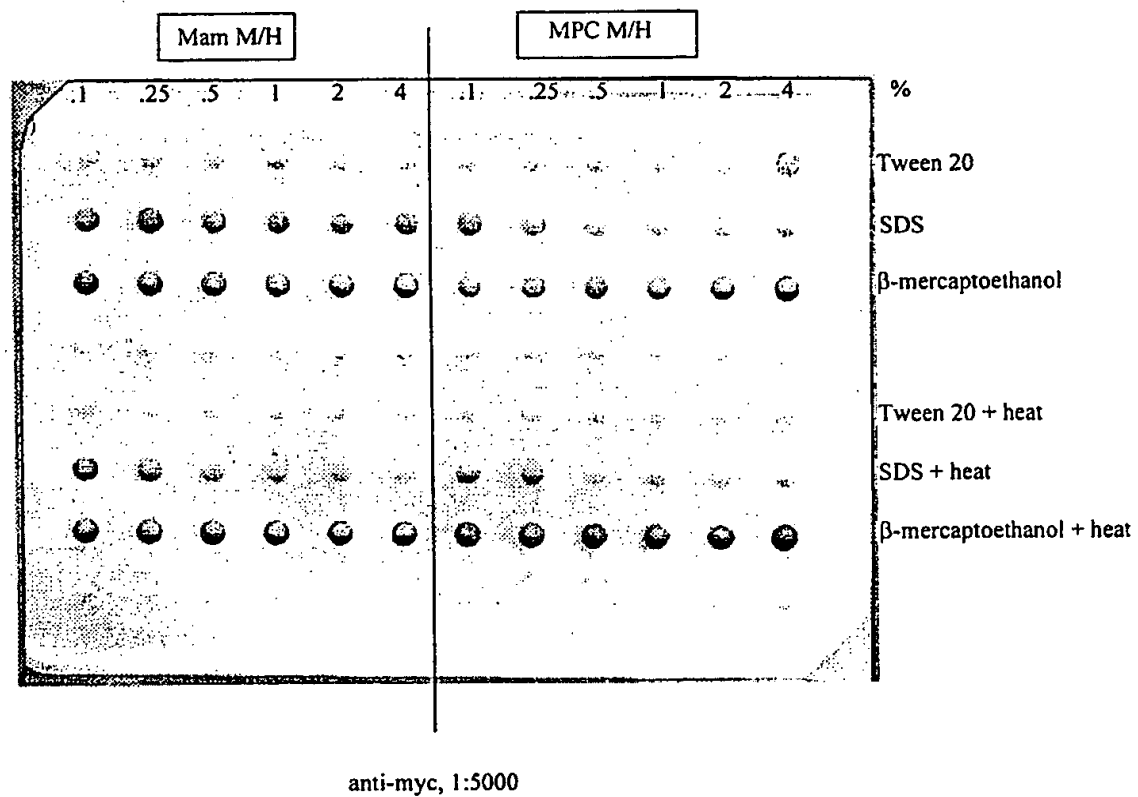 Mam M/H MPC M/H
.1 .25 .5 1 2 4 .1 .25 .5 1 2 4 %
Tween 20
SDS
β-mercaptoethanol
Tween 20 + heat
SDS + heat
β-mercaptoethanol + heat
anti-myc, 1:5000